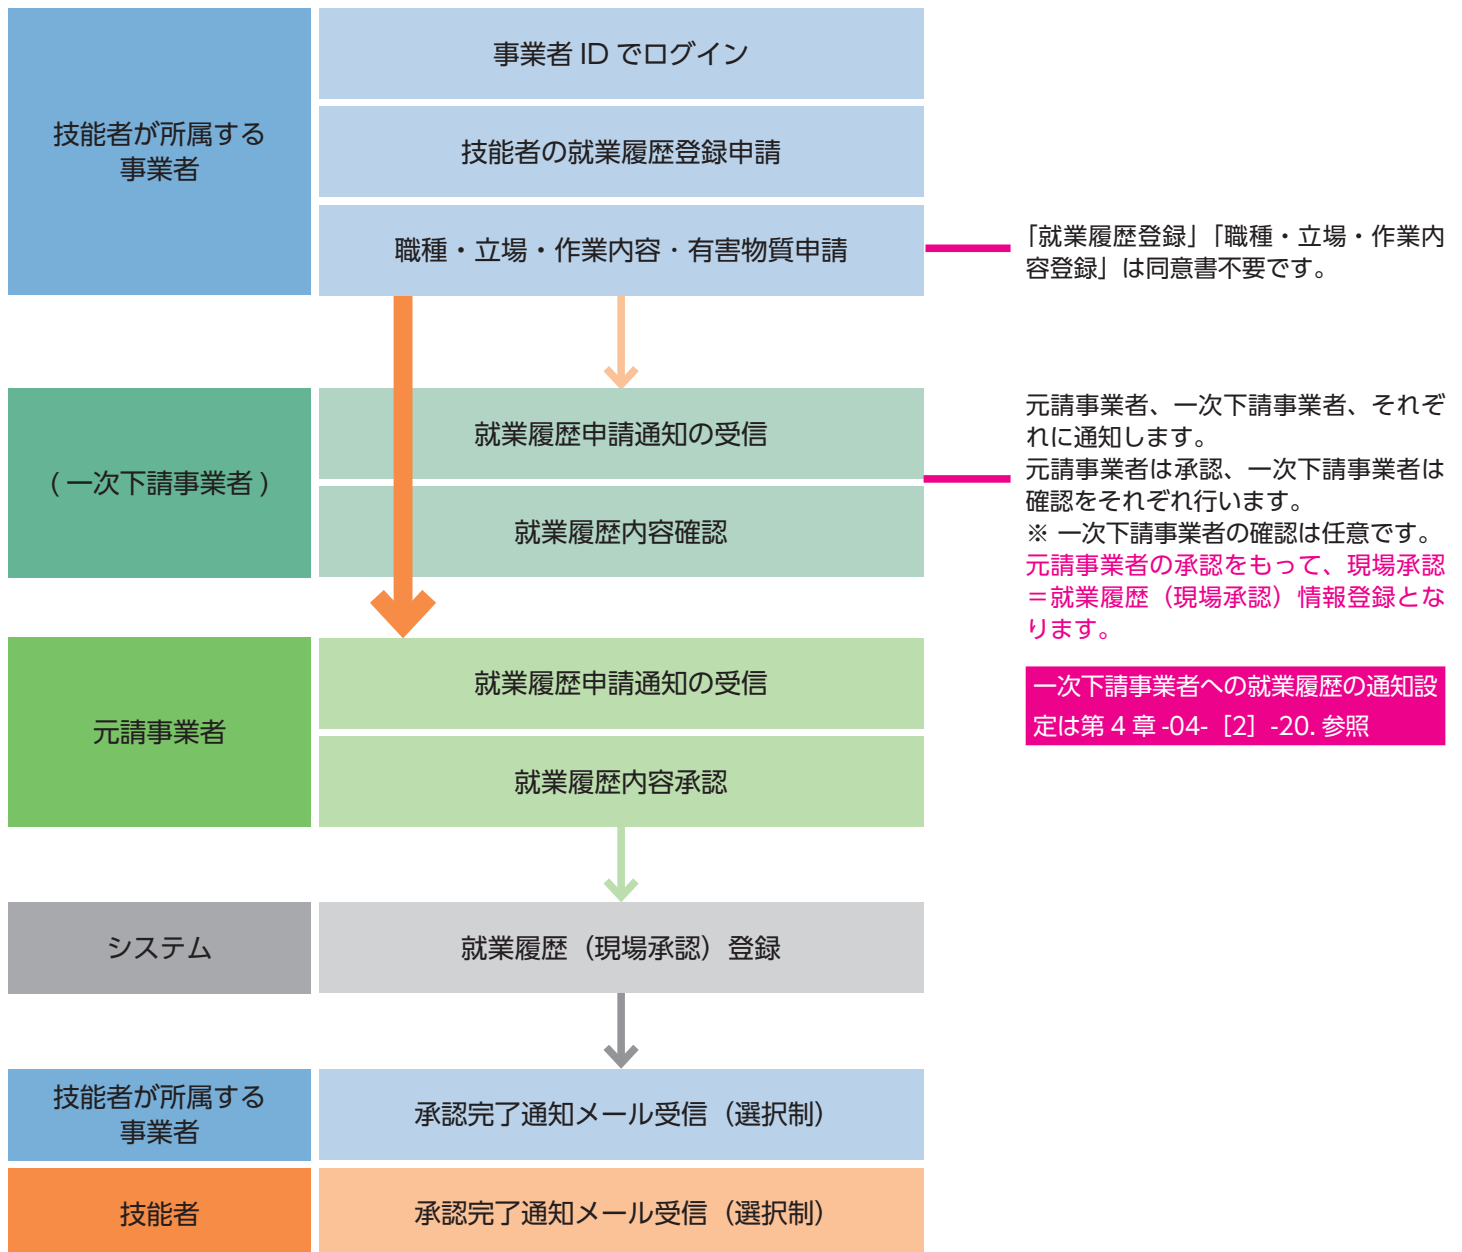 技能者が所属する
事業者
事業者 ID でログイン
技能者の就業履歴登録申請
職種・立場・作業内容・有害物質申請
「就業履歴登録」「職種・立場・作業内
容登録」は同意書不要です。
( 一次下請事業者 )
就業履歴申請通知の受信
就業履歴内容確認
元請事業者、一次下請事業者、それぞ
れに通知します。
元請事業者は承認、一次下請事業者は
確認をそれぞれ行います。
※ 一次下請事業者の確認は任意です。
元請事業者の承認をもって、現場承認
＝就業履歴（現場承認）情報登録とな
ります。
一次下請事業者への就業履歴の通知設
定は第 4 章 -04-［2］-20. 参照
元請事業者
就業履歴申請通知の受信
就業履歴内容承認
システム
就業履歴（現場承認）登録
技能者が所属する
事業者
承認完了通知メール受信（選択制）
技能者
承認完了通知メール受信（選択制）